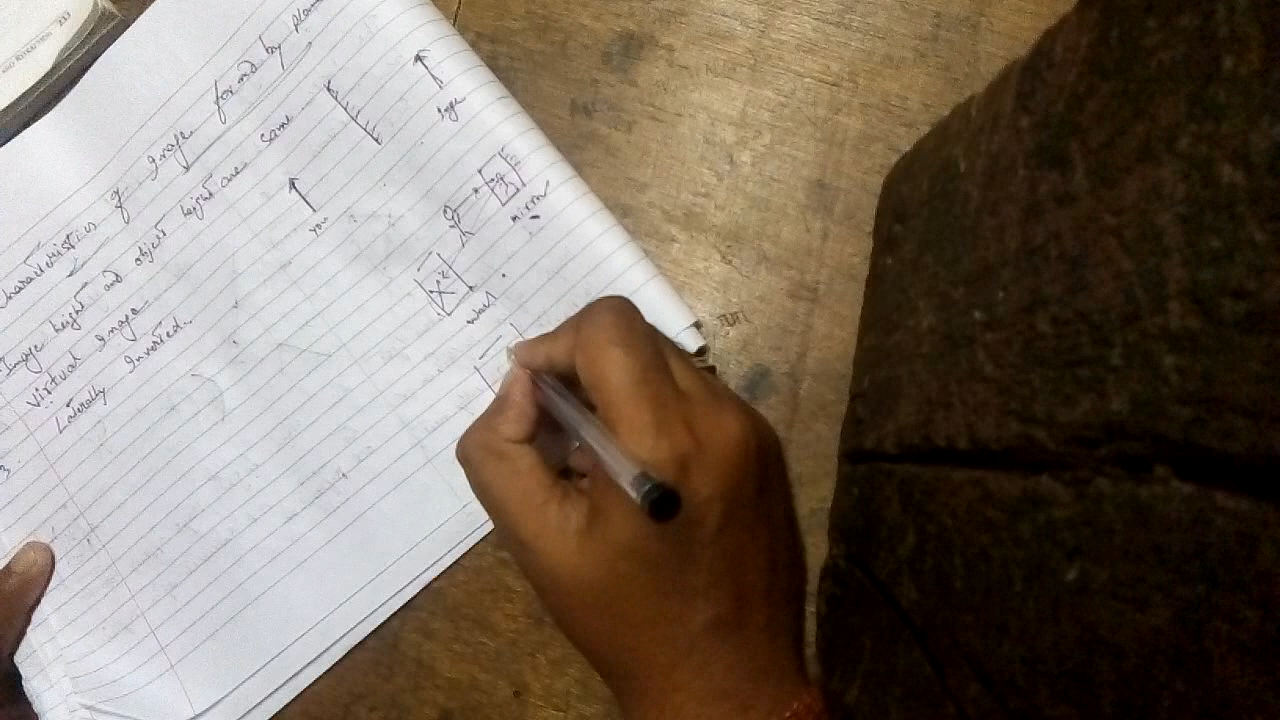 Characteristics of Image formed by plane
Image height and object height are same
Virtual Image
Laterally Inverted.
3.
You
Image
Mirror
Wall